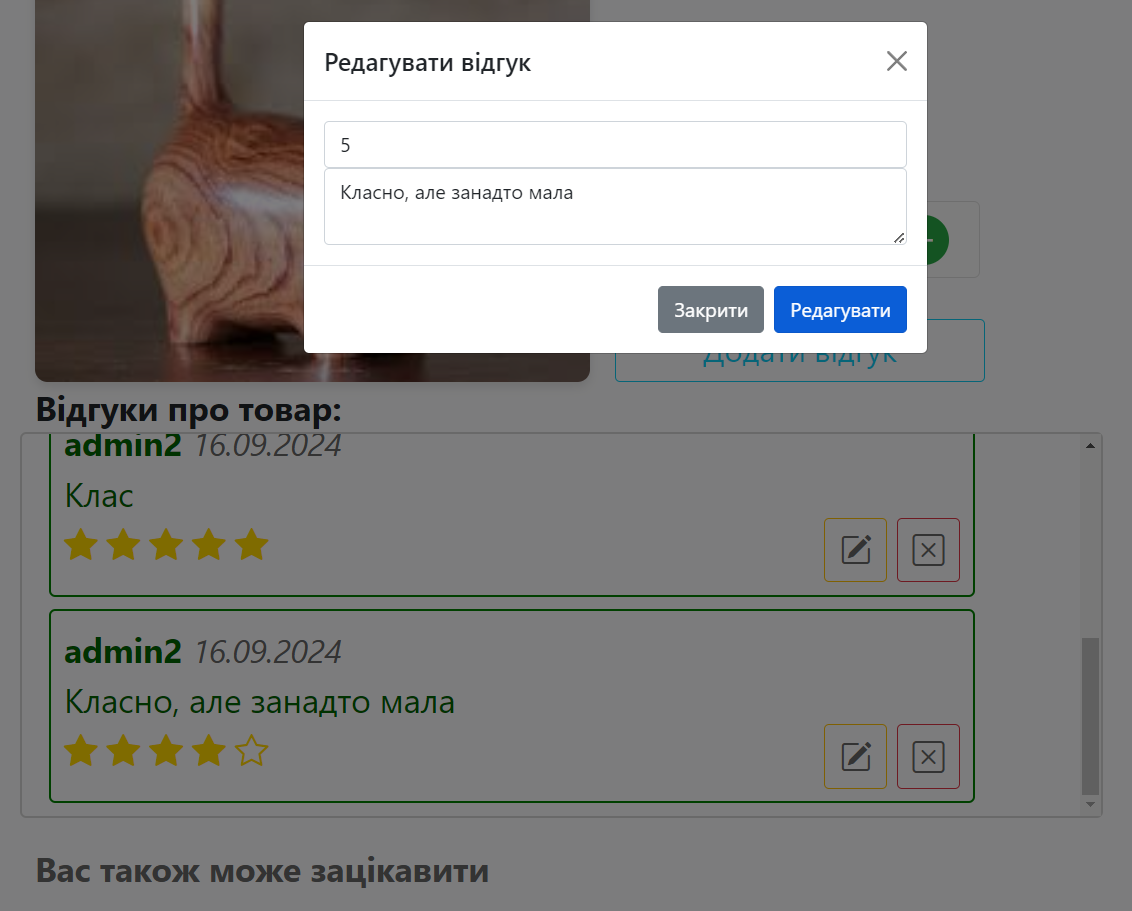 Редагувати відгук
5
Класно, але занадто мала
Закрити
Редагувати
Додати відгук
Відгуки про товар:
admin2 16.09.2024
Клас
admin2 16.09.2024
Класно, але занадто мала
Вас також може зацікавити